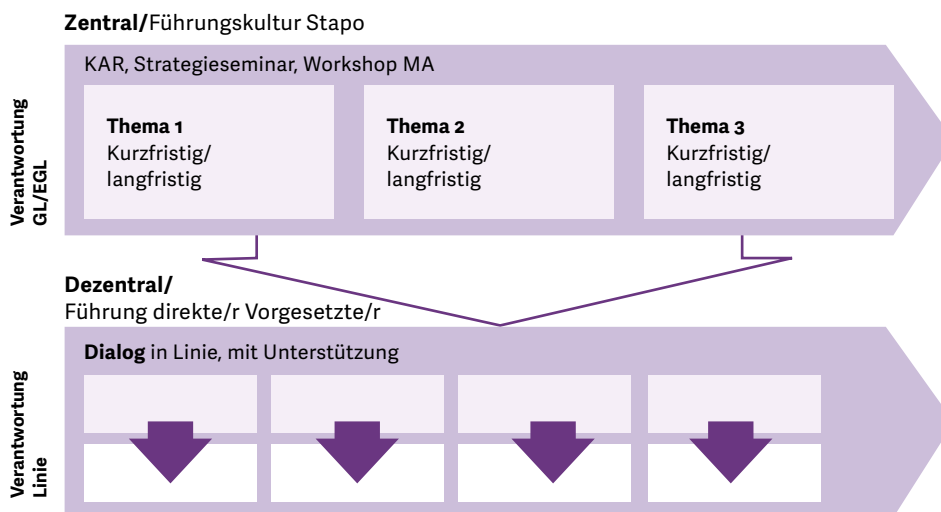 Zentral/Führungskultur Stapo
KAR, Strategieseminar, Workshop MA
Verantwortung
GL/EGL
Thema 1
Kurzfristig/
langfristig
Thema 2
Kurzfristig/
langfristig
Thema 3
Kurzfristig/
langfristig
Dezentral/
Führung direkte/r Vorgesetzte/r
Dialog in Linie, mit Unterstützung
Verantwortung
Linie